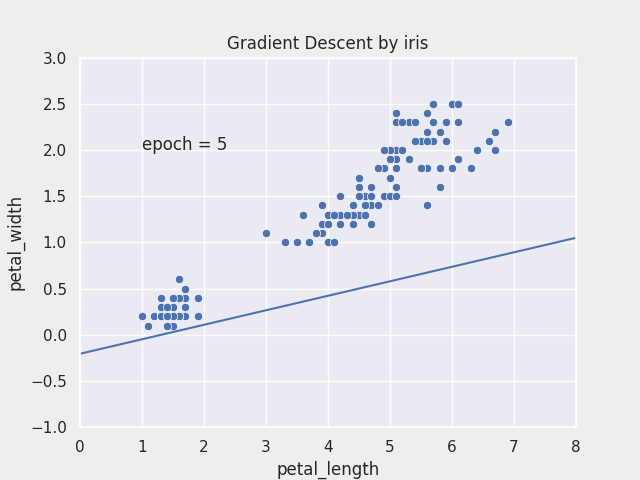 Gradient Descent by iris
3.0
2.5
epoch = 5
2.0
1.5
petal_width
1.0
0.5
0.0
−0.5
−1.0
0 1 2 3 4 5 6 7 8
petal_length